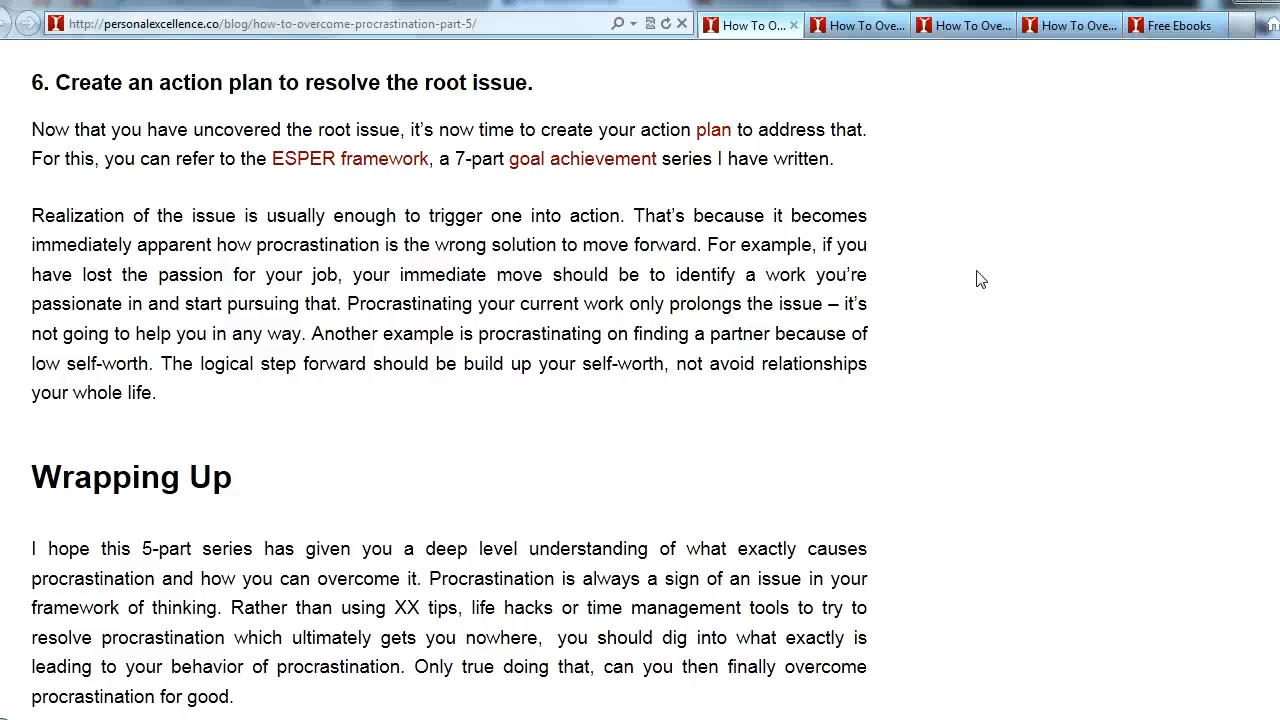 http://personalexcellence.co/blog/how-to-overcome-procrastination-part-5/
How To O...
How To Ove...
How To Ove...
How To Ove...
Free Ebooks
6. Create an action plan to resolve the root issue.
Now that you have uncovered the root issue, it's now time to create your action plan to address that.
For this, you can refer to the ESPER framework, a 7-part goal achievement series I have written.
Realization of the issue is usually enough to trigger one into action. That's because it becomes
immediately apparent how procrastination is the wrong solution to move forward. For example, if you
have lost the passion for your job, your immediate move should be to identify a work you're
passionate in and start pursuing that. Procrastinating your current work only prolongs the issue – it's
not going to help you in any way. Another example is procrastinating on finding a partner because of
low self-worth. The logical step forward should be build up your self-worth, not avoid relationships
your whole life.
Wrapping Up
I hope this 5-part series has given you a deep level understanding of what exactly causes
procrastination and how you can overcome it. Procrastination is always a sign of an issue in your
framework of thinking. Rather than using XX tips, life hacks or time management tools to try to
resolve procrastination which ultimately gets you nowhere, you should dig into what exactly is
leading to your behavior of procrastination. Only true doing that, can you then finally overcome
procrastination for good.